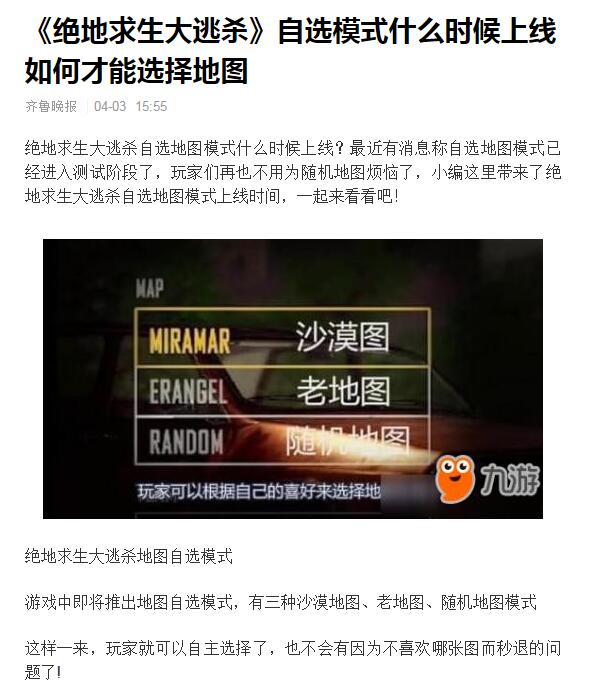 《绝地求生大逃杀》自选模式什么时候上线
如何才能选择地图
齐鲁晚报 04-03 15:55
绝地求生大逃杀自选地图模式什么时候上线？最近有消息称自选地图模式已
经进入测试阶段了，玩家们再也不用为随机地图烦恼了，小编这里带来了绝
地求生大逃杀自选地图模式上线时间，一起来看看吧!
MAP
MIRAMAR 沙漠图
ERANGEL 老地图
RANDOM 随机地图
玩家可以根据自己的喜好来选择地
九游
绝地求生大逃杀地图自选模式
游戏中即将推出地图自选模式，有三种沙漠地图、老地图、随机地图模式
这样一来，玩家就可以自主选择了，也不会有因为不喜欢哪张图而秒退的问
题了!